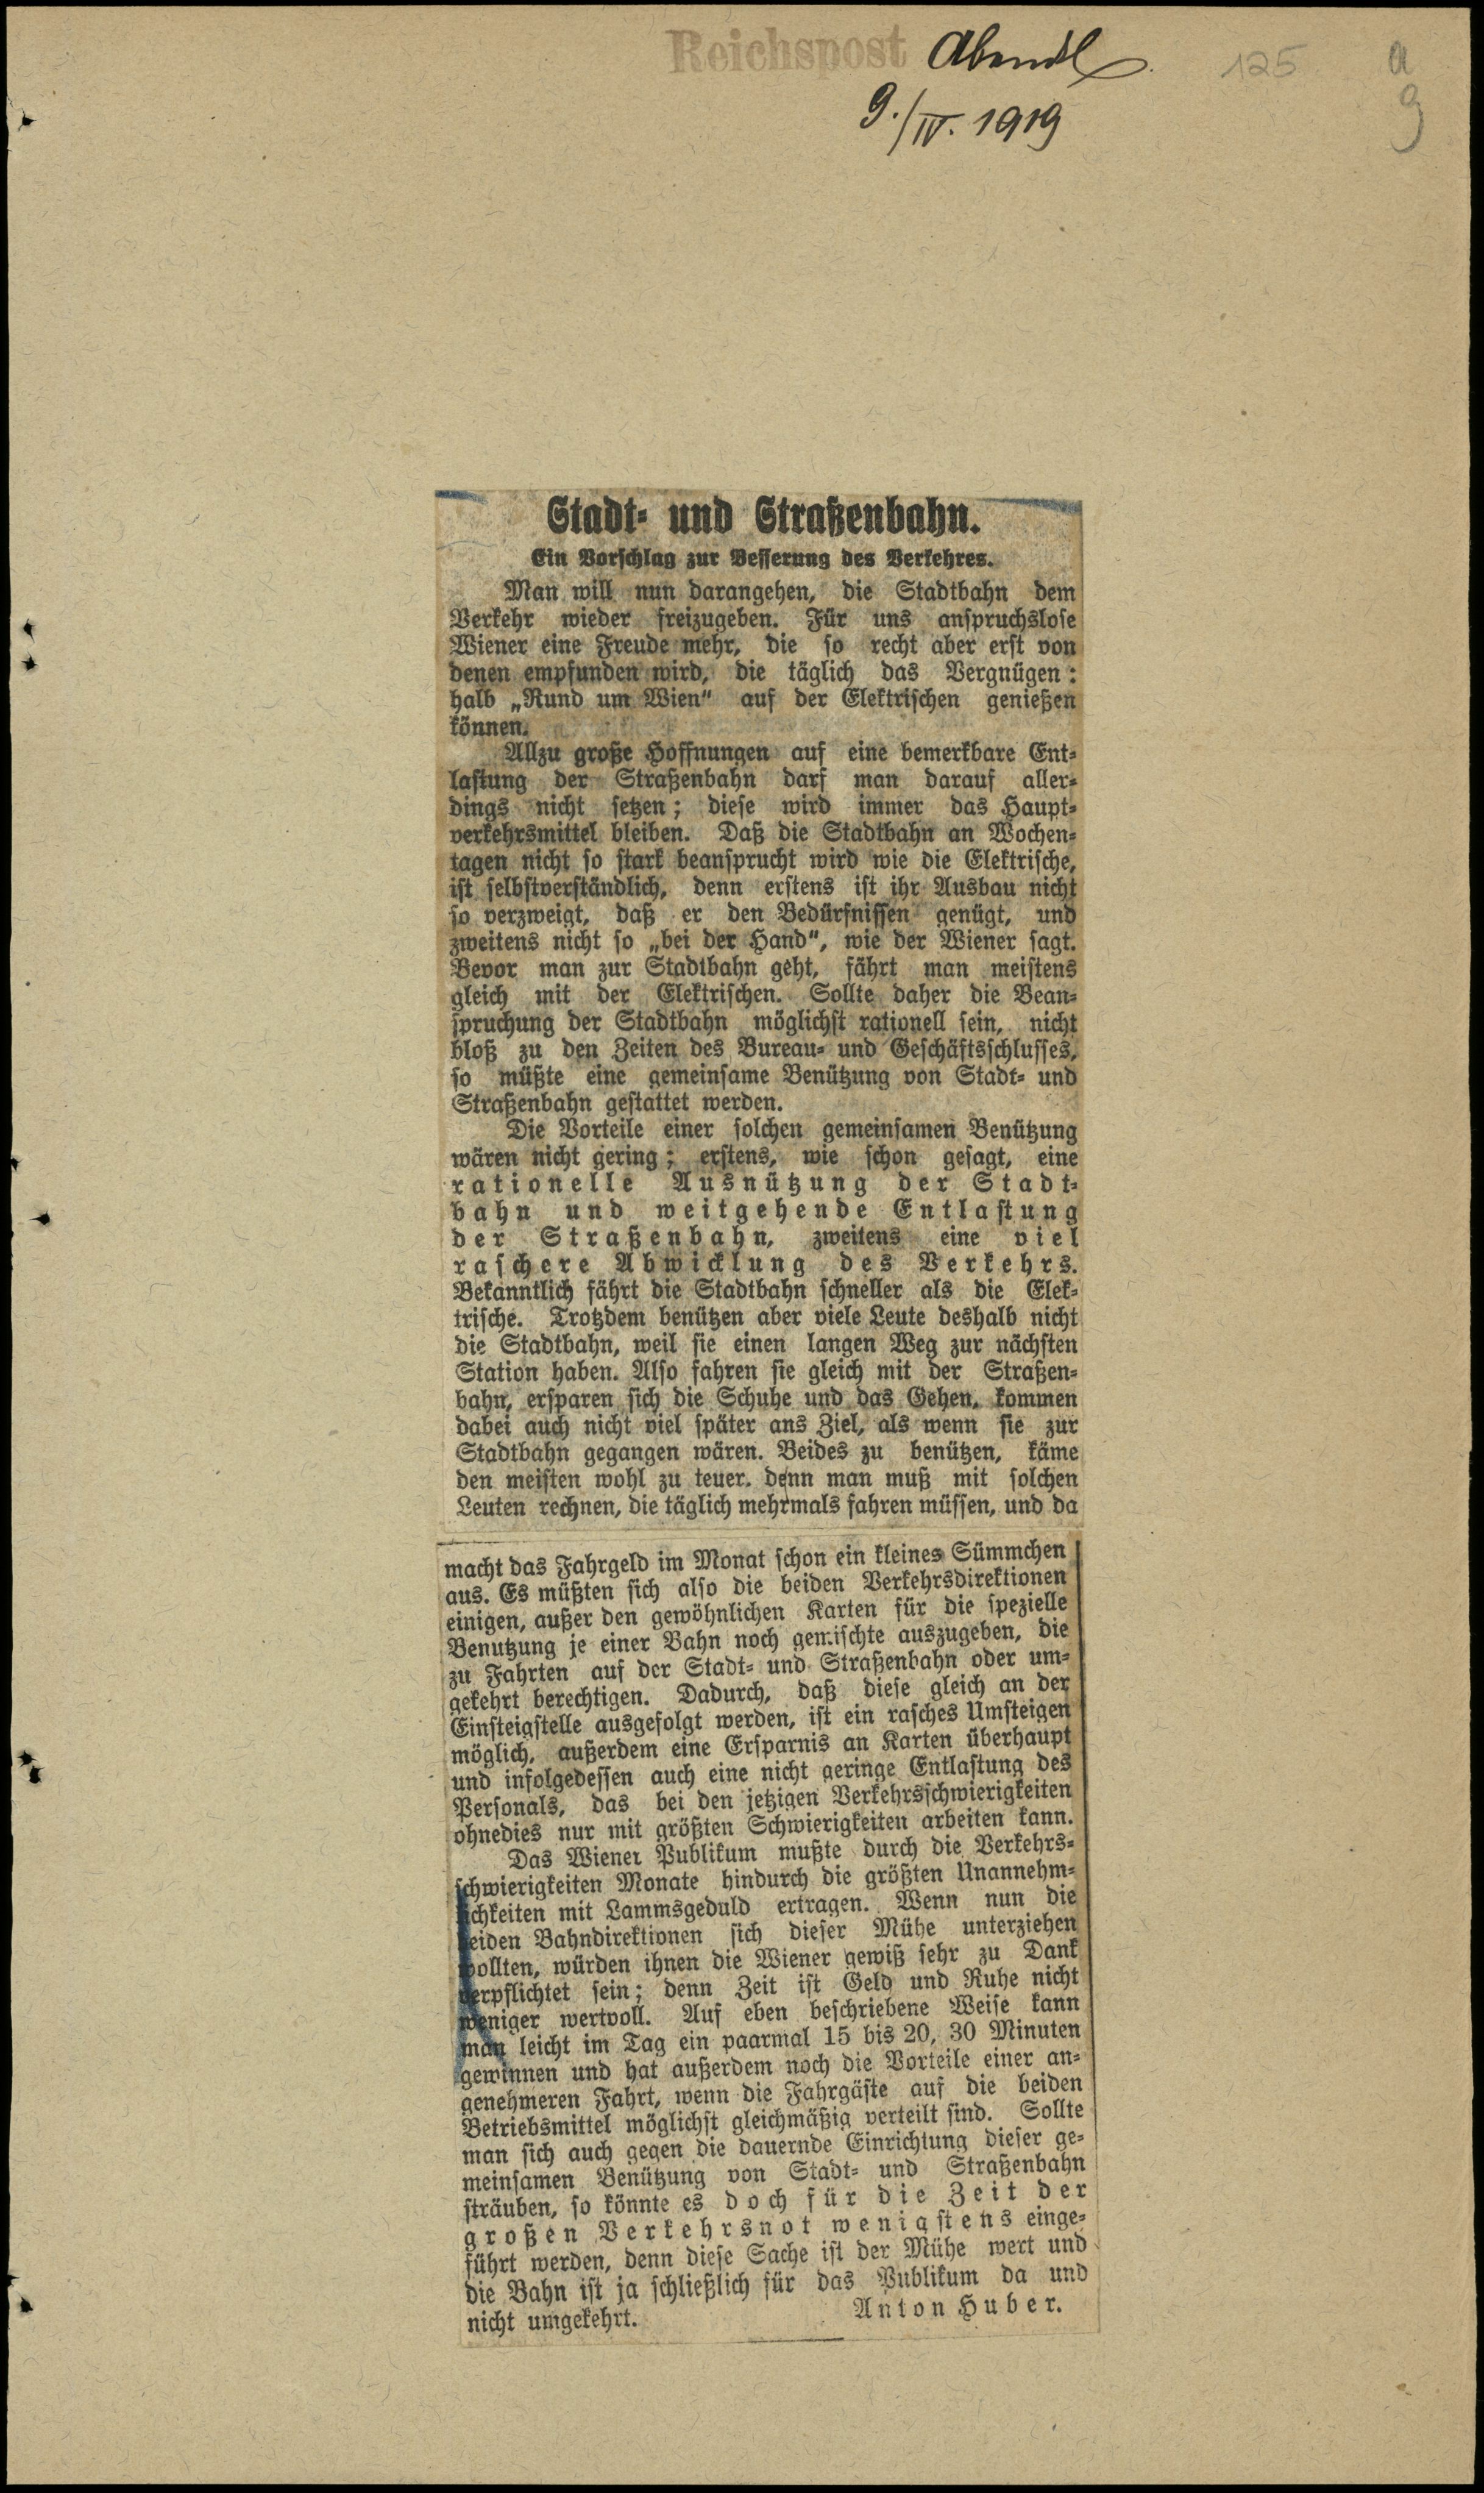 Reichspost Abendbl
125
a
9
9./IV. 1919
Stadt- und Straßenbahn.
Ein Vorschlag zur Besserung des Verkehres.
Man will nun darangehen, die Stadtbahn dem
Verkehr wieder freizugeben. Für uns anspruchslose
Wiener eine Freude mehr, die so recht aber erst von
denen empfunden wird, die täglich das Vergnügen:
halb „Rund um Wien“ auf der Elektrischen genießen
können.
Allzu große Hoffnungen auf eine bemerkbare Ent-
lastung der Straßenbahn darf man darauf aller-
dings nicht setzen; diese wird immer das Haupt-
verkehrsmittel bleiben. Daß die Stadtbahn an Wochen-
tagen nicht so stark beansprucht wird wie die Elektrische,
ist selbstverständlich, denn erstens ist ihr Ausbau nicht
so verzweigt, daß er den Bedürfnissen genügt, und
zweitens nicht so „bei der Hand“, wie der Wiener sagt.
Bevor man zur Stadtbahn geht, fährt man meistens
gleich mit der Elektrischen. Sollte daher die Bean-
spruchung der Stadtbahn möglichst rationell sein, nicht
bloß zu den Zeiten des Bureau- und Geschäftsschlusses,
so müßte eine gemeinsame Benützung von Stadt- und
Straßenbahn gestattet werden.
Die Vorteile einer solchen gemeinsamen Benützung
wären nicht gering; erstens, wie schon gesagt, eine
rationelle Ausnützung der Stadt-
bahn und weitgehende Entlastung
der Straßenbahn, zweitens eine viel
raschere Abwicklung des Verkehrs.
Bekanntlich fährt die Stadtbahn schneller als die Elek-
trische. Trotzdem benützen aber viele Leute deshalb nicht
die Stadtbahn, weil sie einen langen Weg zur nächsten
Station haben. Also fahren sie gleich mit der Straßen-
bahn, ersparen sich die Schuhe und das Gehen, kommen
dabei auch nicht viel später ans Ziel, als wenn sie zur
Stadtbahn gegangen wären. Beides zu benützen, käme
den meisten wohl zu teuer. denn man muß mit solchen
Leuten rechnen, die täglich mehrmals fahren müssen, und da
macht das Fahrgeld im Monat schon ein kleines Sümmchen
aus. Es müßten sich also die beiden Verkehrsdirektionen
einigen, außer den gewöhnlichen Karten für die spezielle
Benutzung je einer Bahn noch gemischte auszugeben, die
zu Fahrten auf der Stadt- und Straßenbahn oder um-
gekehrt berechtigen. Dadurch, daß diese gleich an der
Einsteigstelle ausgefolgt werden, ist ein rasches Umsteigen
möglich, außerdem eine Ersparnis an Karten überhaupt
und infolgedessen auch eine nicht geringe Entlastung des
Personals, das bei den jetzigen Verkehrsschwierigkeiten
ohnedies nur mit größten Schwierigkeiten arbeiten kann.
Das Wiener Publikum mußte durch die Verkehrs-
schwierigkeiten Monate hindurch die größten Unannehm-
lichkeiten mit Lammsgeduld ertragen. Wenn nun die
beiden Bahndirektionen sich dieser Mühe unterziehen
wollten, würden ihnen die Wiener gewiß sehr zu Dank
verpflichtet sein; denn Zeit ist Geld und Ruhe nicht
weniger wertvoll. Auf eben beschriebene Weise kann
man leicht im Tag ein paarmal 15 bis 20, 30 Minuten
gewinnen und hat außerdem noch die Vorteile einer an-
genehmeren Fahrt, wenn die Fahrgäste auf die beiden
Betriebsmittel möglichst gleichmäßig verteilt sind. Sollte
man sich auch gegen die dauernde Einrichtung dieser ge-
meinsamen Benützung von Stadt- und Straßenbahn
sträuben, so könnte es doch für die Zeit der
großen Verkehrsnot wenigstens einge-
führt werden, denn diese Sache ist der Mühe wert und
die Bahn ist ja schließlich für das Publikum da und
nicht umgekehrt. Anton Huber.